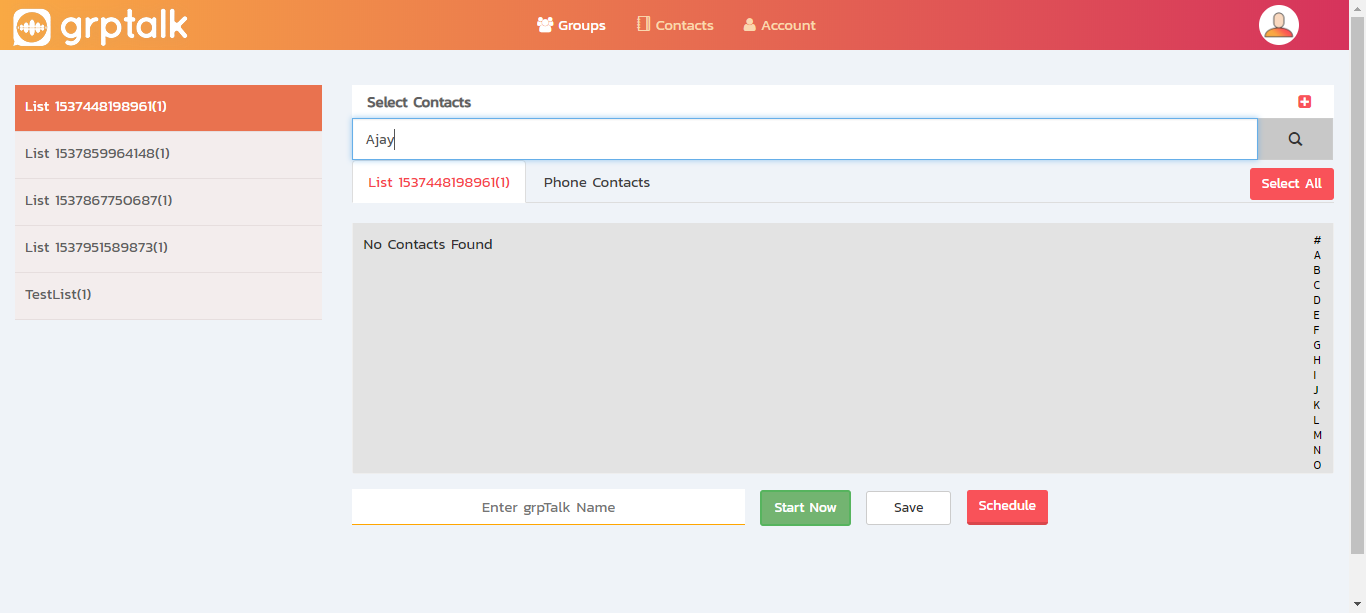 grptalk
Groups Contacts Account
List 1537448198961(1)
List 1537859964148(1)
List 1537867750687(1)
List 1537951589873(1)
TestList(1)
Select Contacts
Ajay
List 1537448198961(1) Phone Contacts Select All
No Contacts Found
#
A
B
C
D
E
F
G
H
I
J
K
L
M
N
O
Enter grpTalk Name Start Now Save Schedule